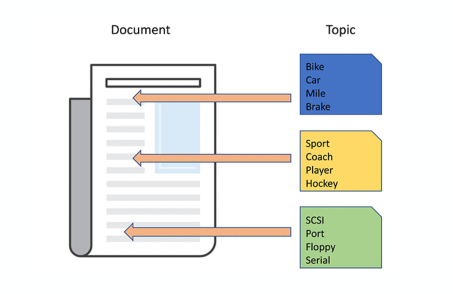 Document
Topic
Bike
Car
Mile
Brake
Sport
Coach
Player
Hockey
SCSI
Port
Floppy
Serial